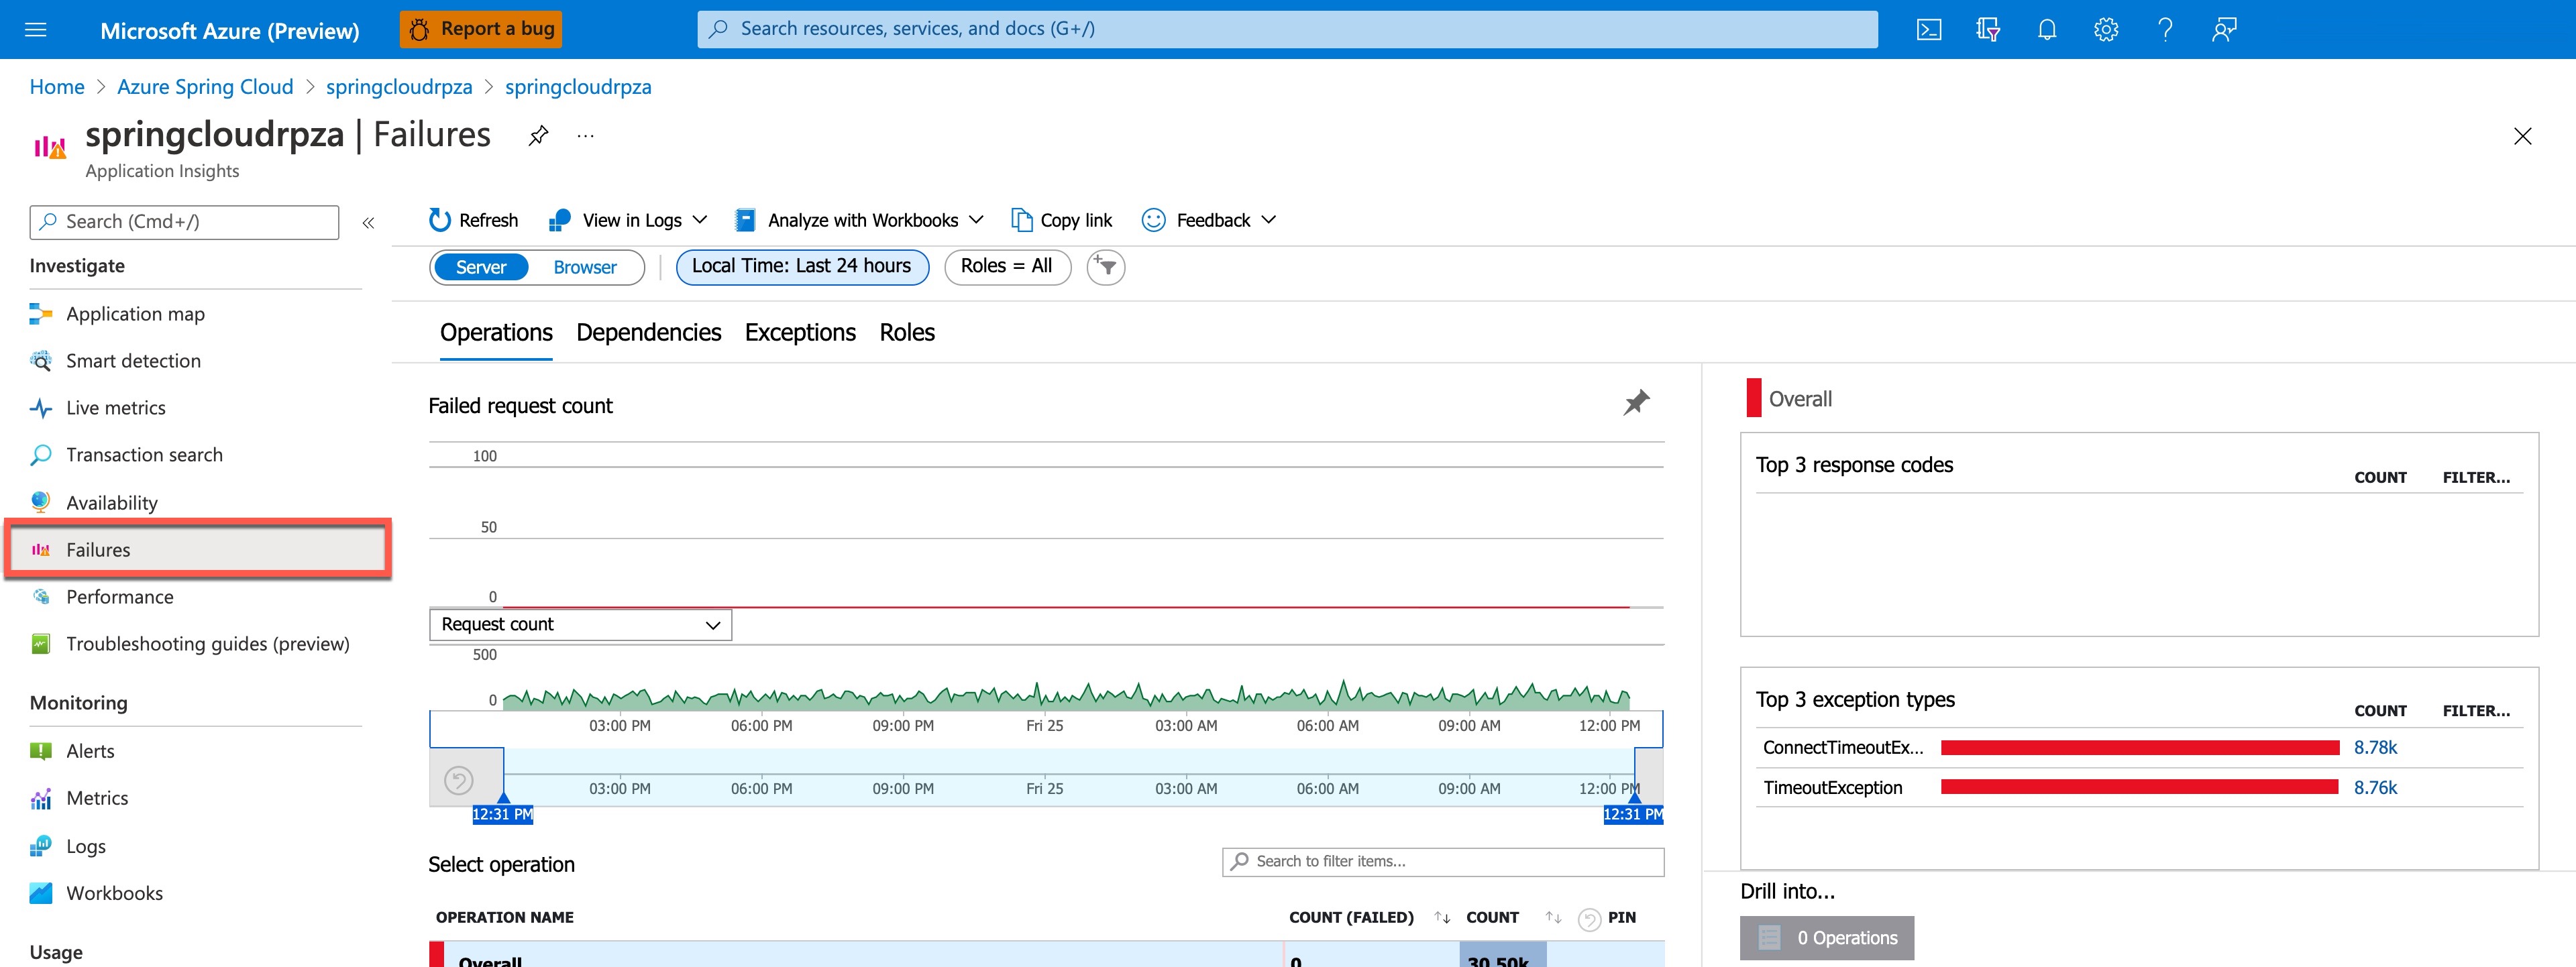 Microsoft Azure (Preview)
Report a bug
Search resources, services, and docs (G+/)
Home > Azure Spring Cloud > springcloudrpza > springcloudrpza
springcloudrpza | Failures
...
Application Insights
Search (Cmd+/)
«
Investigate
Application map
Smart detection
Live metrics
Transaction search
Availability
Failures
Performance
Troubleshooting guides (preview)
Monitoring
Alerts
Metrics
Logs
Workbooks
Usage
Refresh
View in Logs
Analyze with Workbooks
Copy link
Feedback
Server
Browser
Local Time: Last 24 hours
Roles = All
Operations
Dependencies
Exceptions
Roles
Failed request count
100
50
0
Request count
500
0
03:00 PM 06:00 PM 09:00 PM Fri 25 03:00 AM 06:00 AM 09:00 AM 12:00 PM
03:00 PM 06:00 PM 09:00 PM Fri 25 03:00 AM 06:00 AM 09:00 AM 12:00 PM
12:31 PM 12:31 PM
Select operation
Search to filter items...
OPERATION NAME COUNT (FAILED) COUNT PIN
Overall 0 30.50k
Overall
Top 3 response codes
COUNT FILTER...
Top 3 exception types
COUNT FILTER...
ConnectTimeoutEx... 8.78k
TimeoutException 8.76k
Drill into...
0 Operations